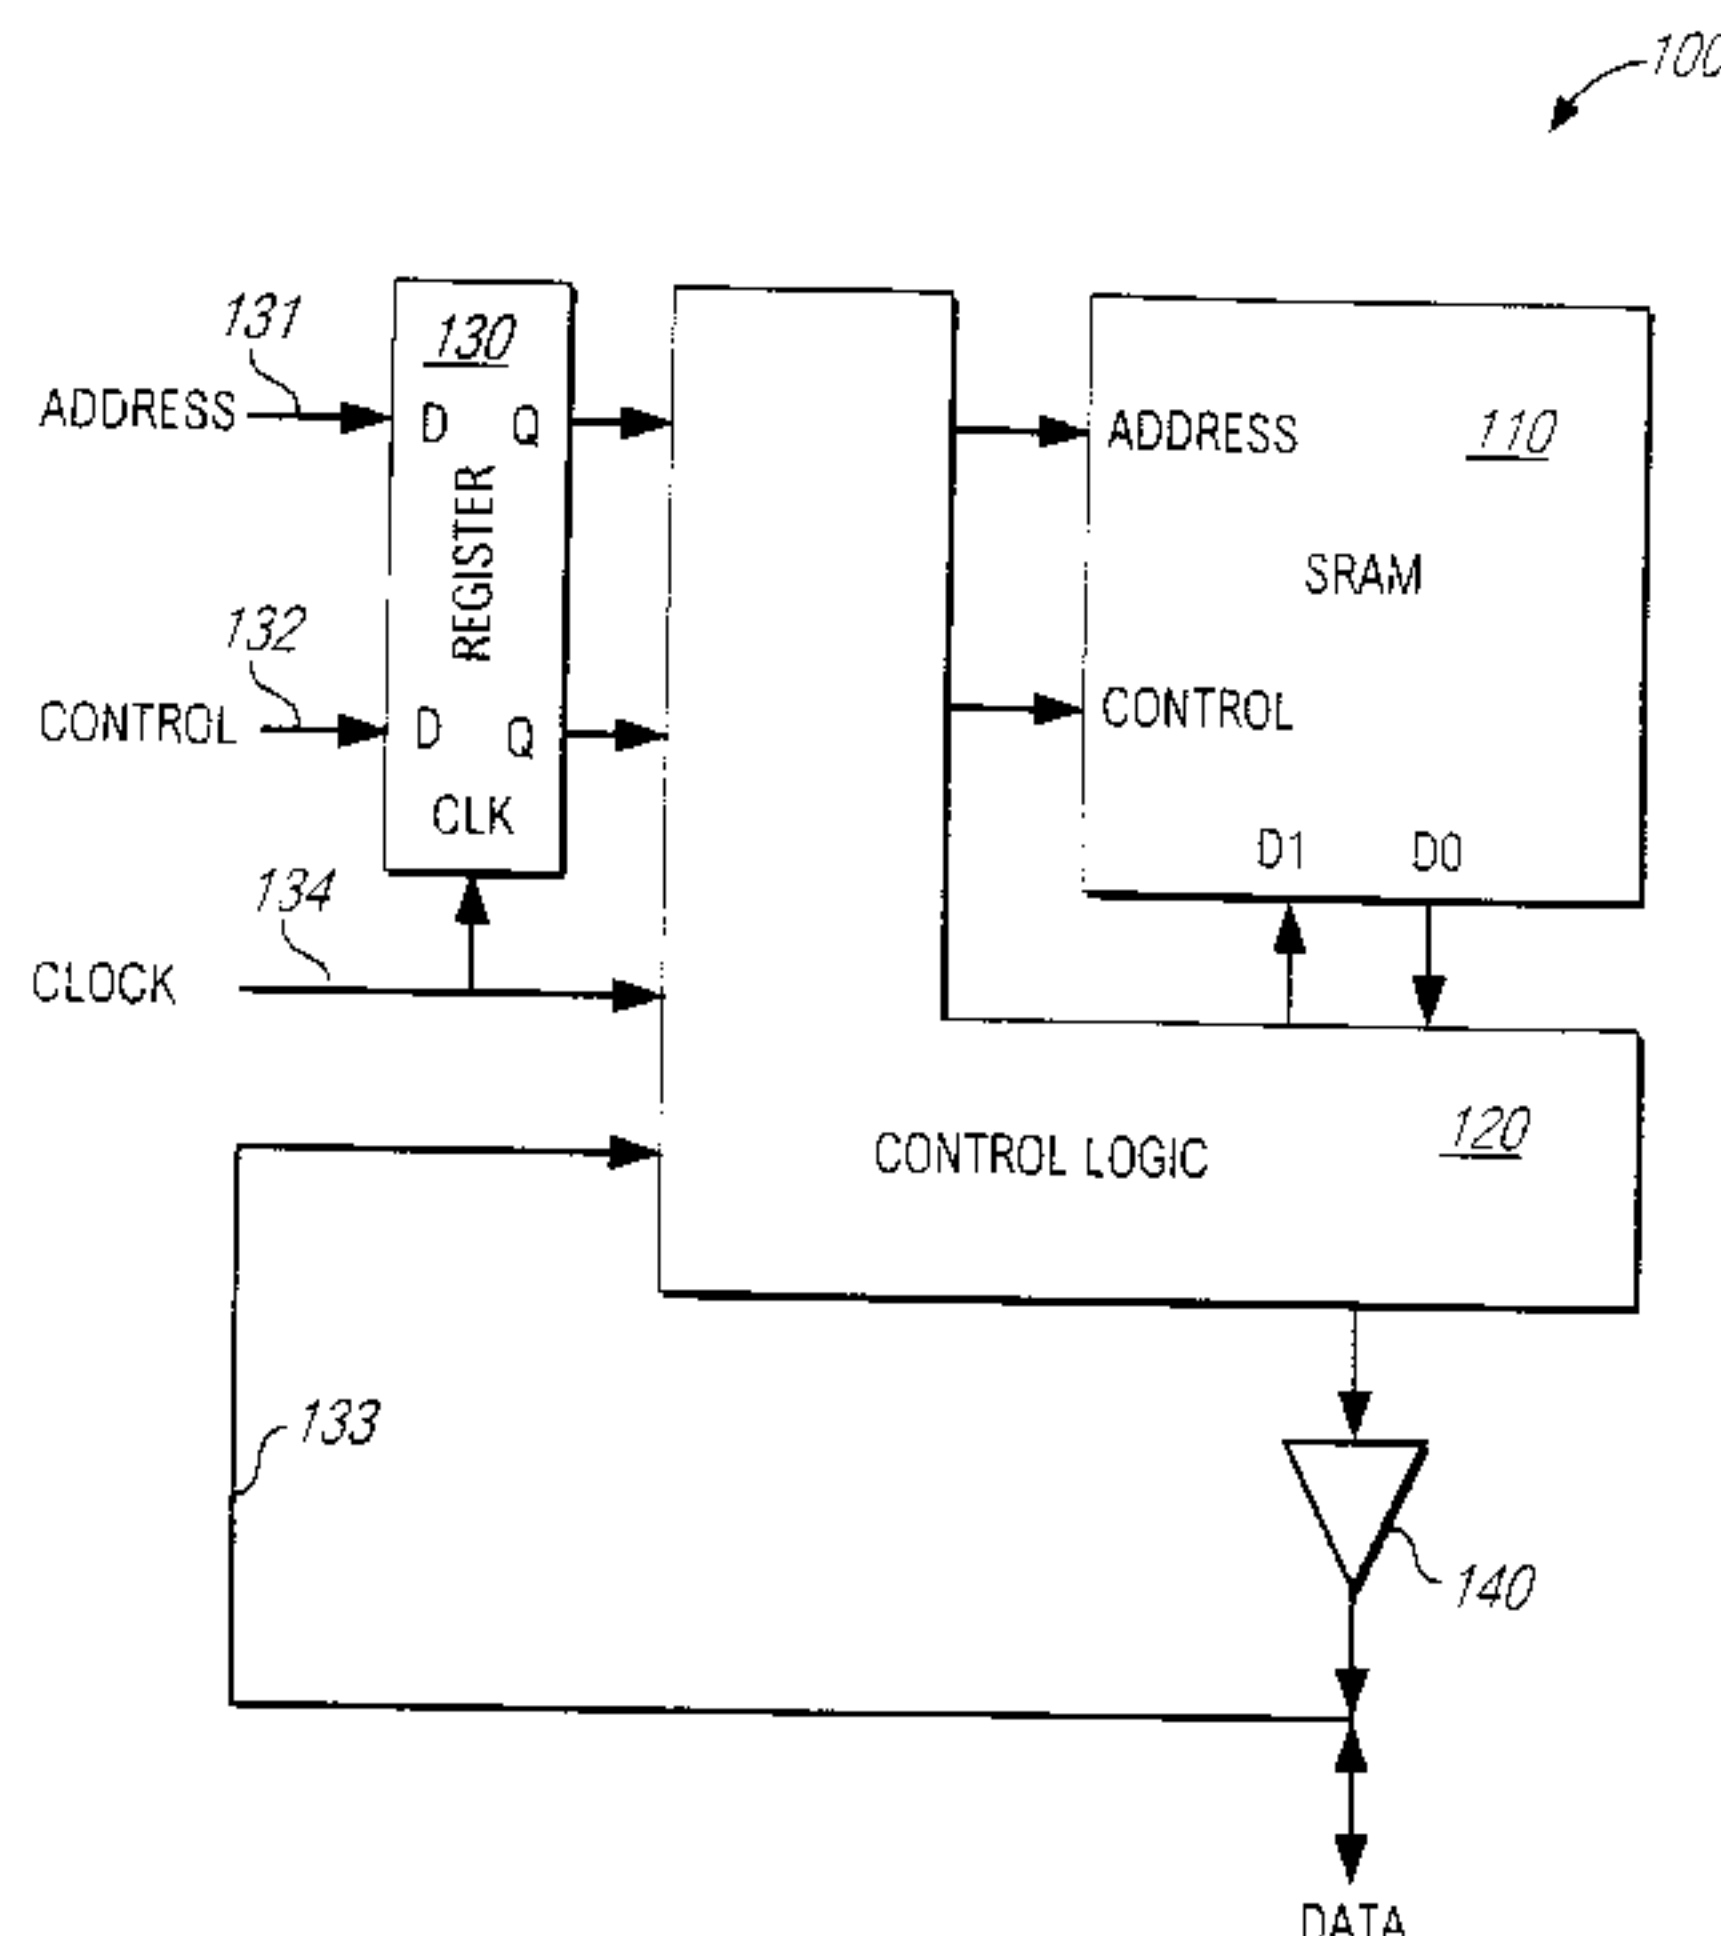 100
131
130
ADDRESS
D Q
ADDRESS
110
REGISTER
SRAM
132
CONTROL
D Q
CONTROL
CLK
D1 D0
134
CLOCK
CONTROL LOGIC
120
133
140
DATA